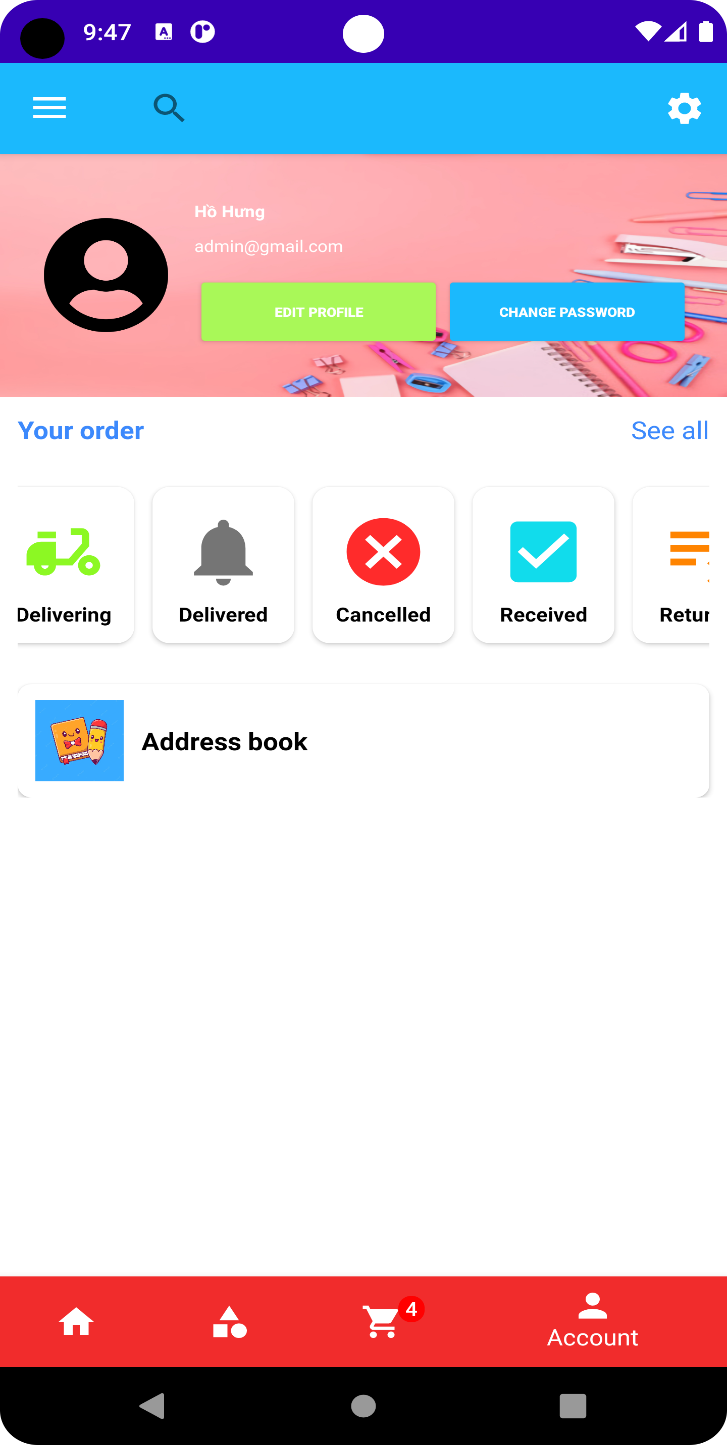 9:47
Hồ Hưng
admin@gmail.com
EDIT PROFILE
CHANGE PASSWORD
Your order
See all
Delivering
Delivered
Cancelled
Received
Retur
Address book
4
Account